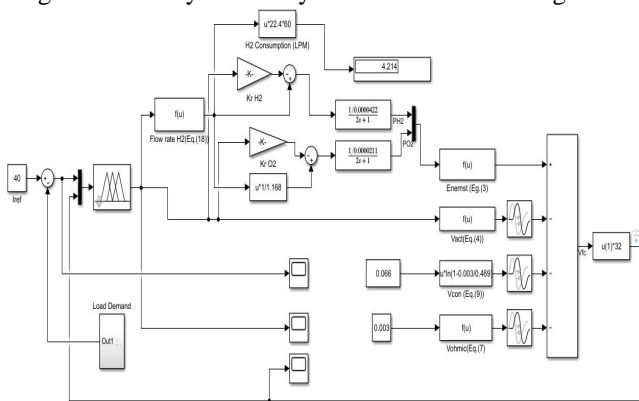 u*22.4*60
H2 Consumption (LPM)
4.214
-K-
Kr H2
f(u)
Flow rate H2(Eq.(18))
1/0.0000422
2s+1
PH2
-K-
Kr O2
1/0.0000211
2s+1
PO2
u*1/1.168
f(u)
Enernst (Eg.(3)
40
Iref
f(u)
Vact(Eq.(4))
Vfc
u(1)*32
0.066
u*ln(1-0.003/0.469)
Vcon (Eq.(9))
Load Demand
Out1
0.003
f(u)
Vohmic(Eq.(7)